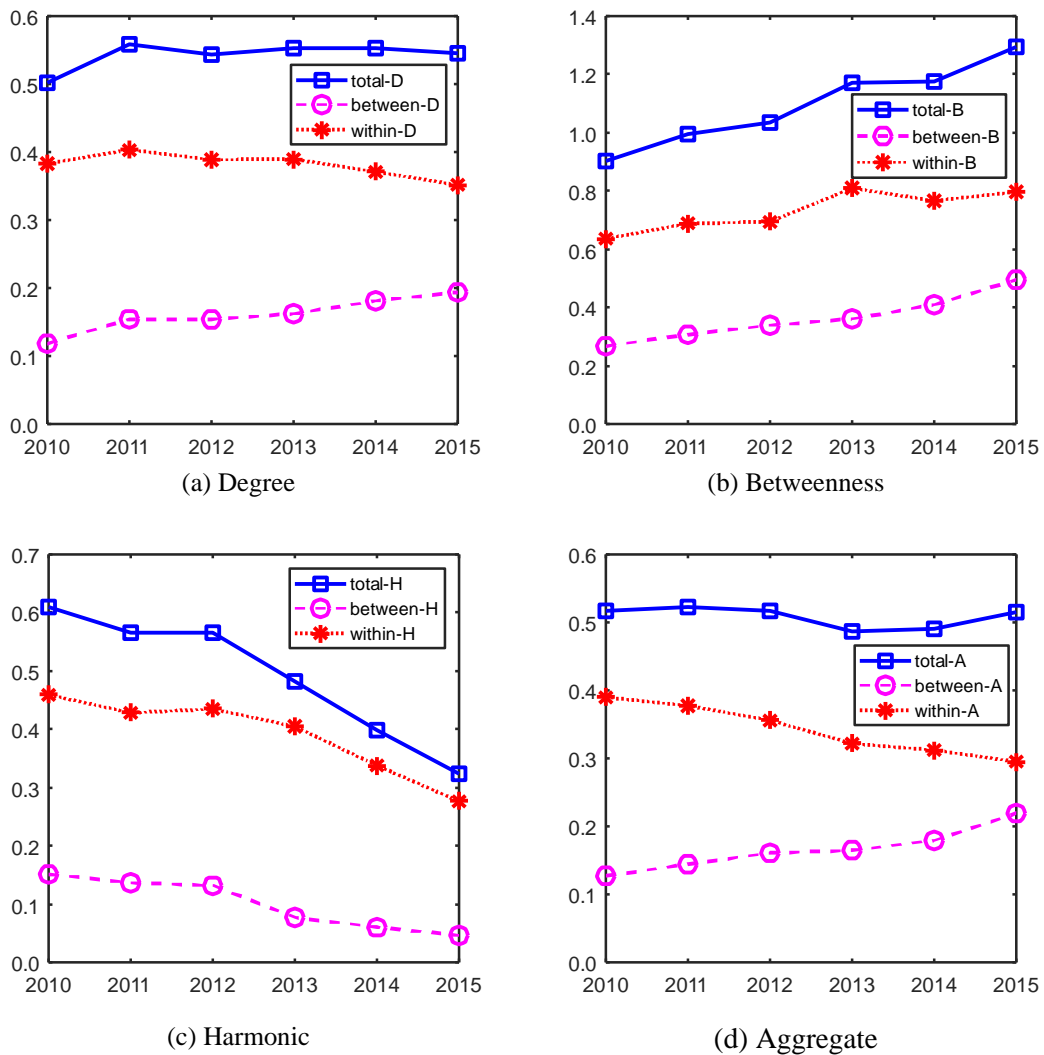 0.6
0.5
0.4
0.3
0.2
0.1
0.0
2010 2011 2012 2013 2014 2015
total-D
between-D
within-D
(a) Degree
1.4
1.2
1.0
0.8
0.6
0.4
0.2
0.0
2010 2011 2012 2013 2014 2015
total-B
between-B
within-B
(b) Betweenness
0.7
0.6
0.5
0.4
0.3
0.2
0.1
0.0
2010 2011 2012 2013 2014 2015
total-H
between-H
within-H
(c) Harmonic
0.6
0.5
0.4
0.3
0.2
0.1
0.0
2010 2011 2012 2013 2014 2015
total-A
between-A
within-A
(d) Aggregate